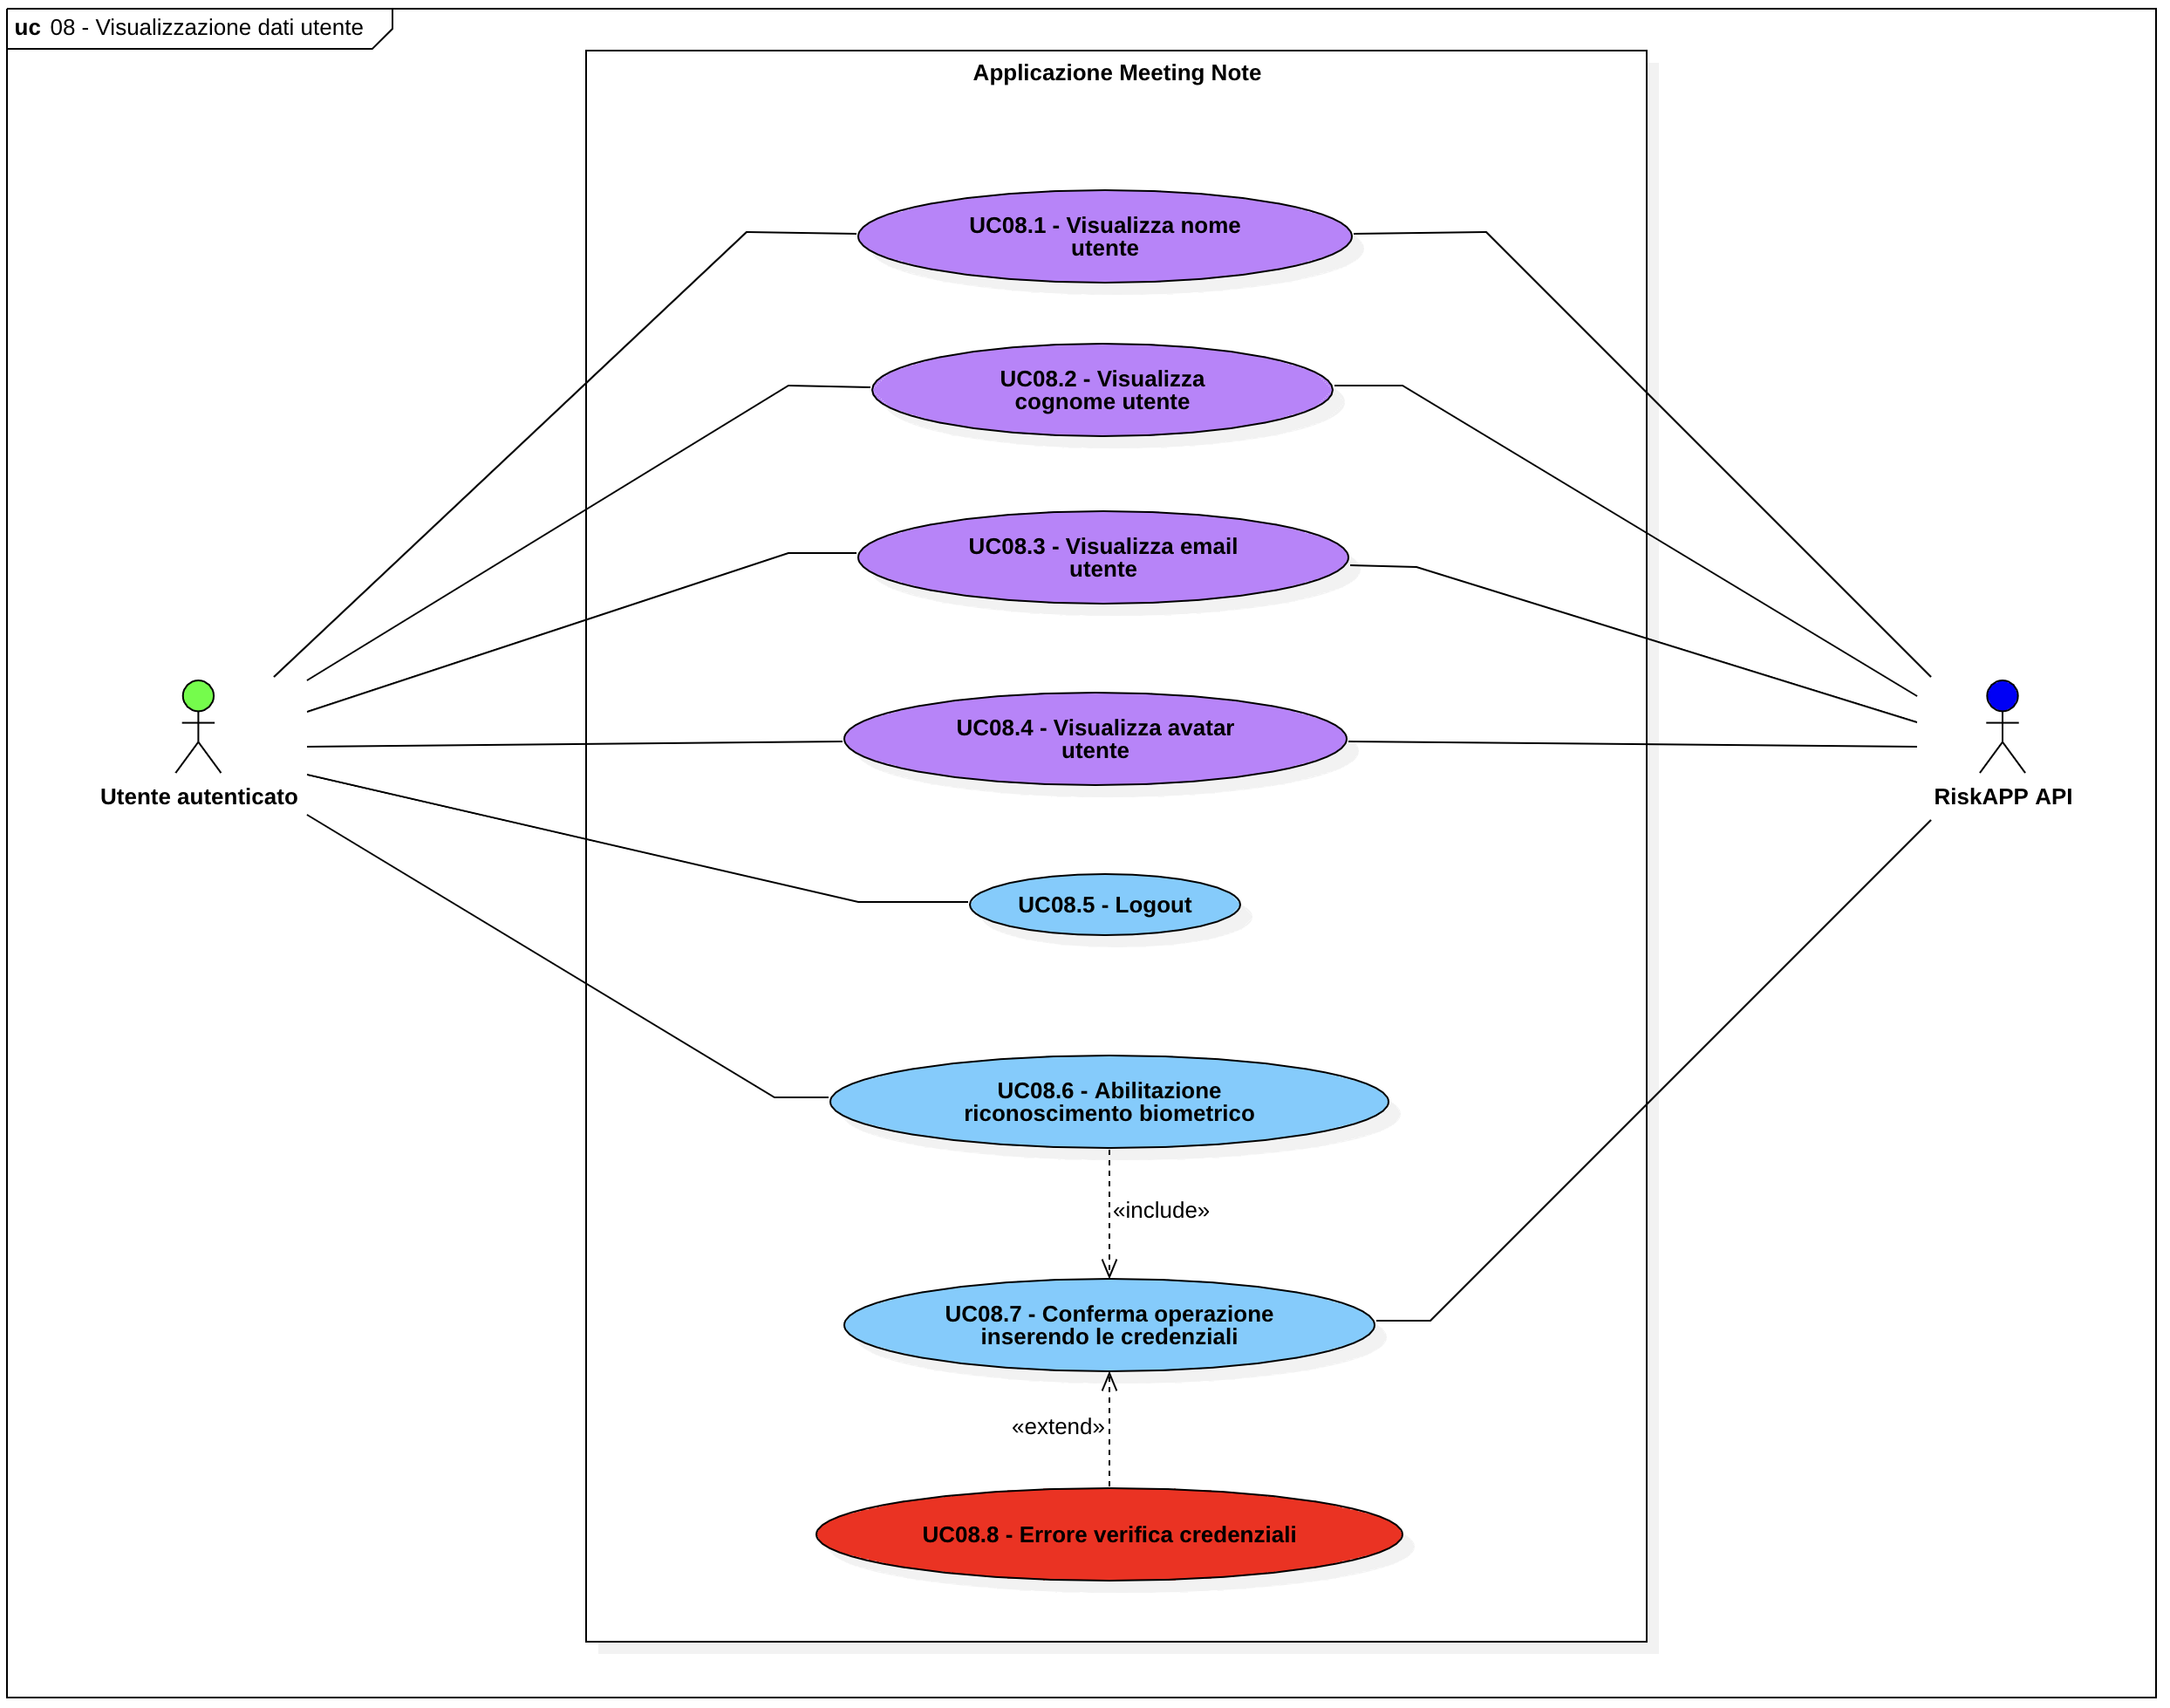 uc 08 - Visualizzazione dati utente
Applicazione Meeting Note
UC08.1 - Visualizza nome
utente
UC08.2 - Visualizza
cognome utente
UC08.3 - Visualizza email
utente
UC08.4 - Visualizza avatar
utente
Utente autenticato
RiskAPP API
UC08.5 - Logout
UC08.6 - Abilitazione
riconoscimento biometrico
«include»
UC08.7 - Conferma operazione
inserendo le credenziali
«extend»
UC08.8 - Errore verifica credenziali